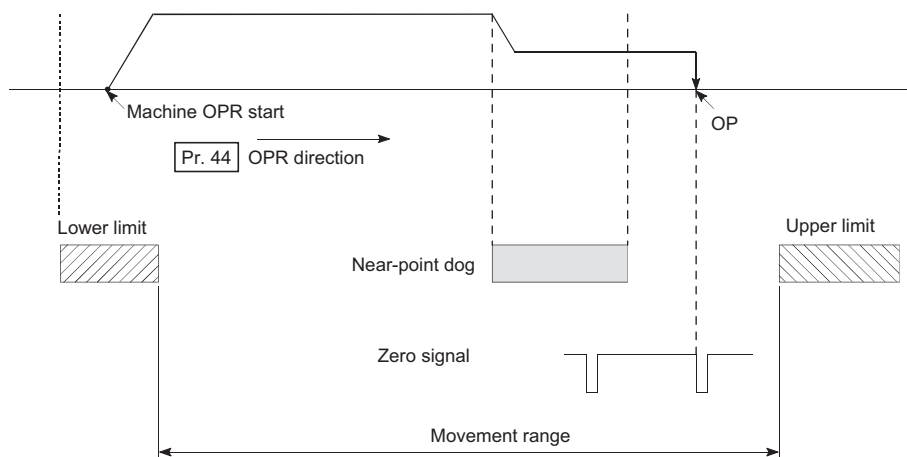 Machine OPR start
OP
Pr. 44 OPR direction
Lower limit
Upper limit
Near-point dog
Zero signal
Movement range